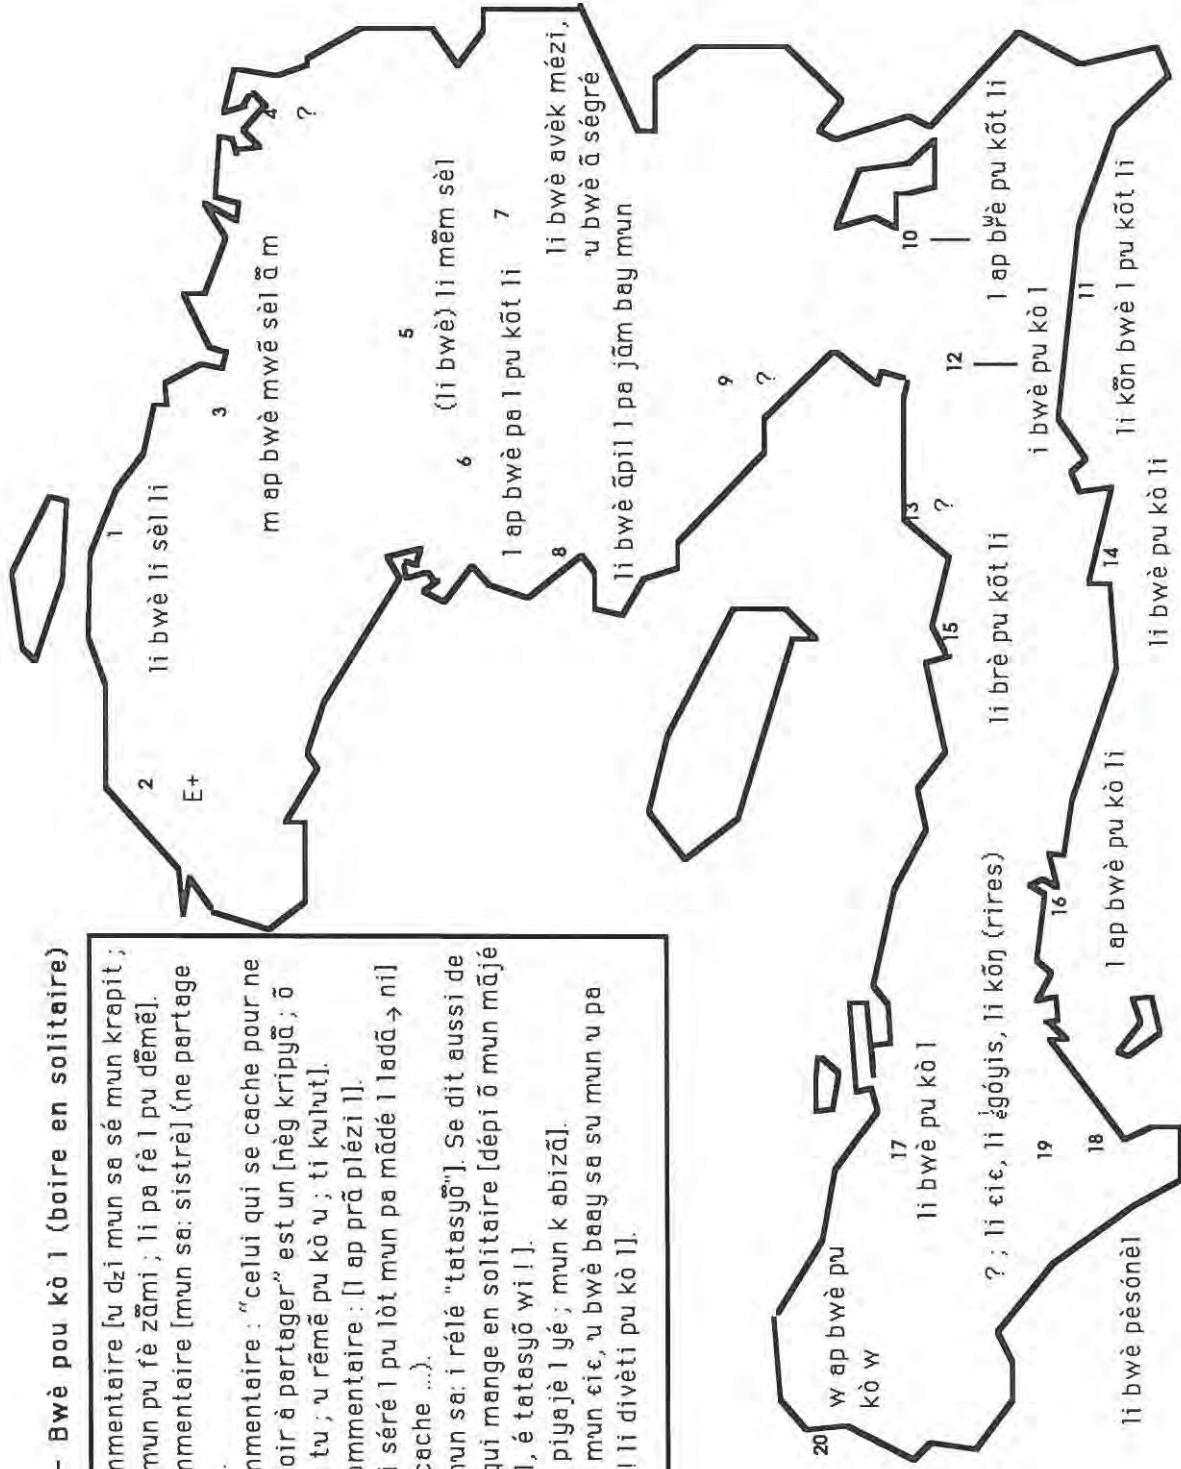 - Bwè pou kò l (boire en solitaire)
mmentaire [u dzi mun sa sé mun krapit ;
mun pu fè zãmi ; li pa fè l pu dẽmẽ].
mmentaire [mun sa: sistrè] (ne partage
mmentaire : "celui qui se cache pour ne
oir à partager" est un [nèg kripyã ; õ
tu ; u rẽmẽ pu kò u ; ti kulut].
ommentaire : [l ap prã plézi l].
i séré l pu lòt mun pa mãdé l ladã → ni]
cache ...).
nun sa: i rélé "tatasyõ"]. Se dit aussi de
qui mange en solitaire [dépi õ mun mãjé
], é tatasyõ wi ! ].
piyajè l yé ; mun k abizã].
mun ɛiɛ, u bwè baay sa su mun u pa
! li divèti pu kò l].
1
li bwè li sèl li
2
E+
3
m ap bwè mwẽ sèl ã m
4
?
5
(li bwè) li mẽm sèl
6
l ap bwè pa l pu kõt li
7
li bwè avèk mézi,
u bwè ã ségré
8
li bwè ãpil l pa jãm bay mun
9
?
10
l ap brwè pu kõt li
11
li kõn bwè l pu kõt li
12
i bwè pu kò l
13
?
14
li bwè pu kò li
15
li brè pu kõt li
16
l ap bwè pu kò li
17
li bwè pu kò l
18
li bwè pèsónèl
19
? ; li ɛiɛ, li égóyis, li kõŋ (rires)
20
w ap bwè pu
kò w